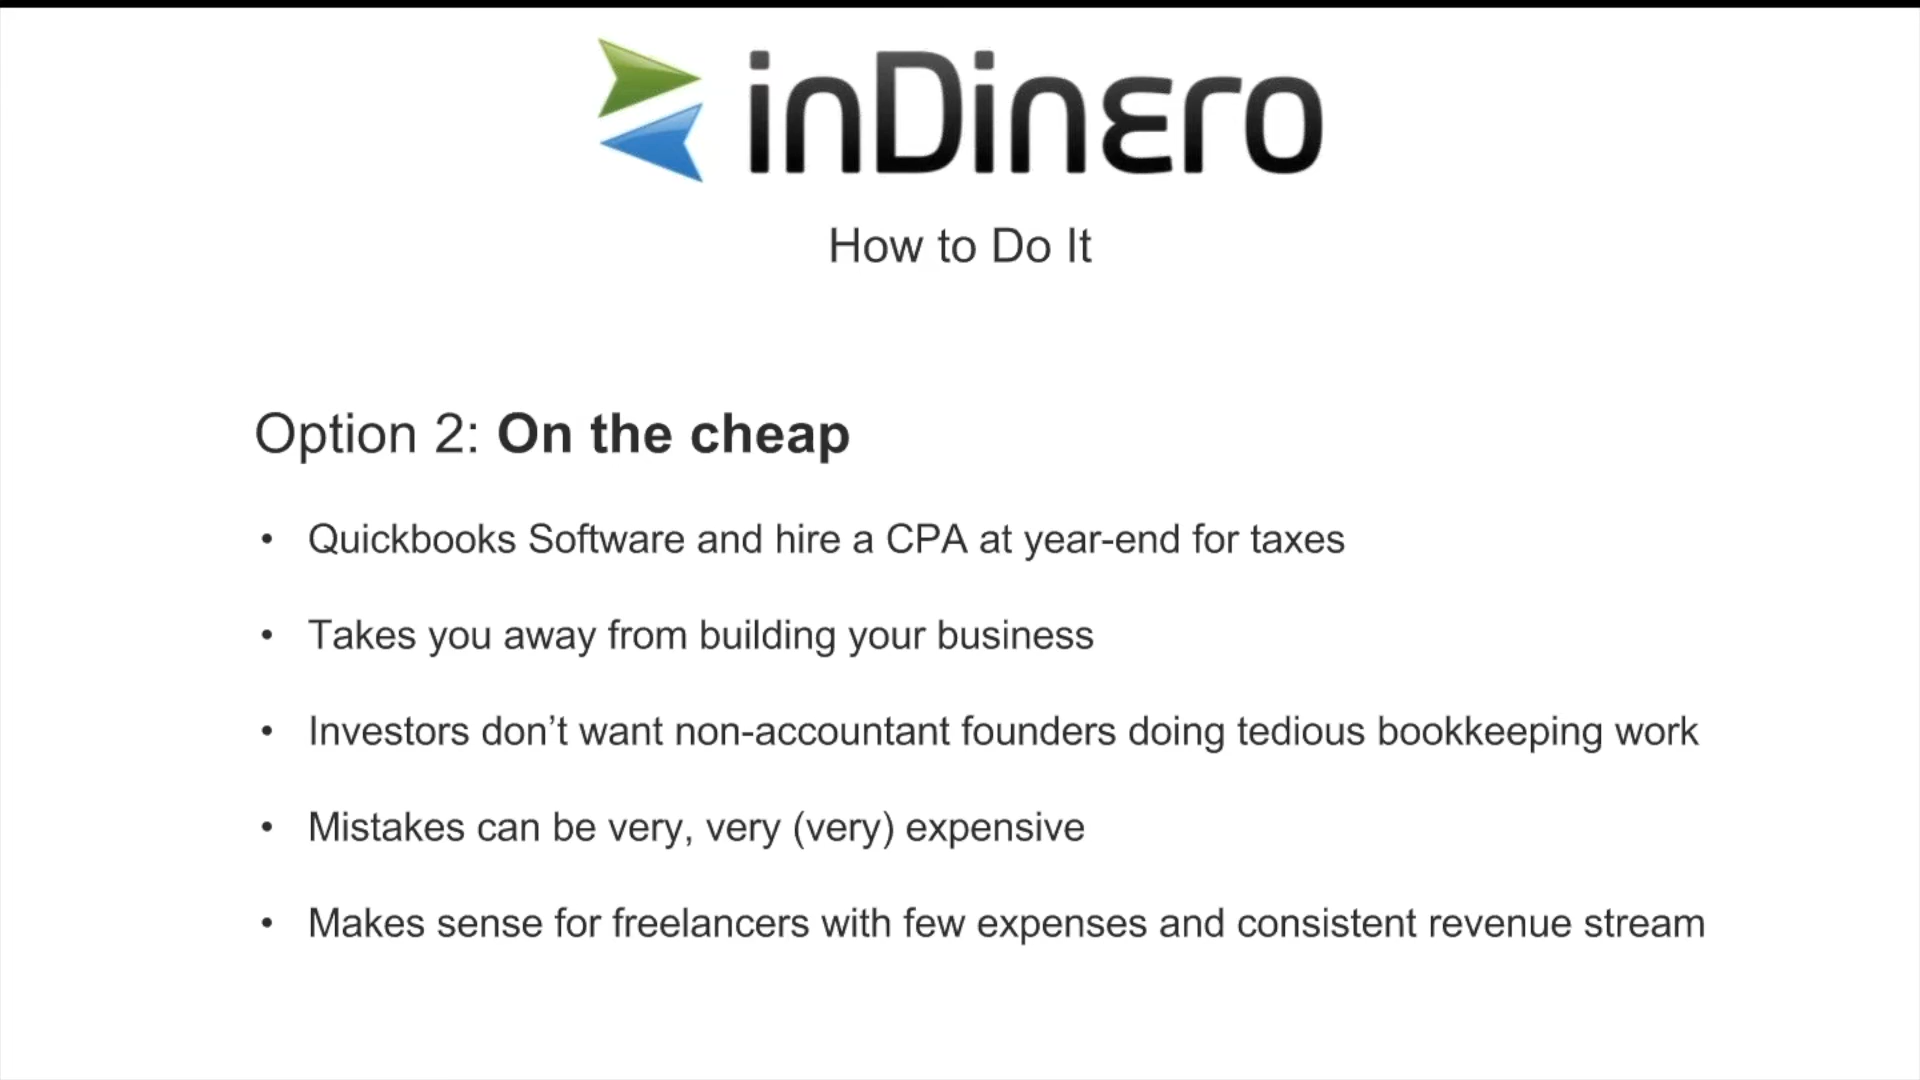 inDinero
How to Do It
Option 2: On the cheap
• Quickbooks Software and hire a CPA at year-end for taxes
• Takes you away from building your business
• Investors don’t want non-accountant founders doing tedious bookkeeping work
• Mistakes can be very, very (very) expensive
• Makes sense for freelancers with few expenses and consistent revenue stream